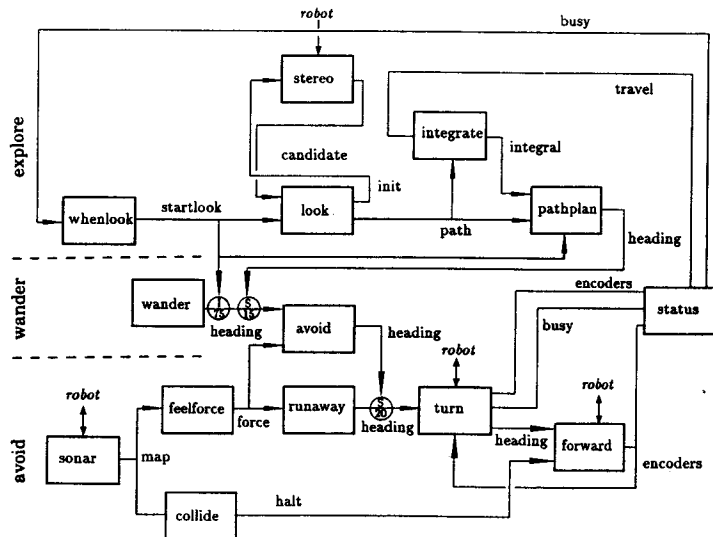 robot
busy
stereo
travel
explore
integrate
candidate
integral
init
whenlook
startlook
look
pathplan
path
heading
wander
wander
I
75
S
15
heading
encoders
status
avoid
heading
busy
robot
robot
robot
feelforce
force
runaway
S
20
heading
turn
heading
forward
avoid
sonar
map
encoders
halt
collide